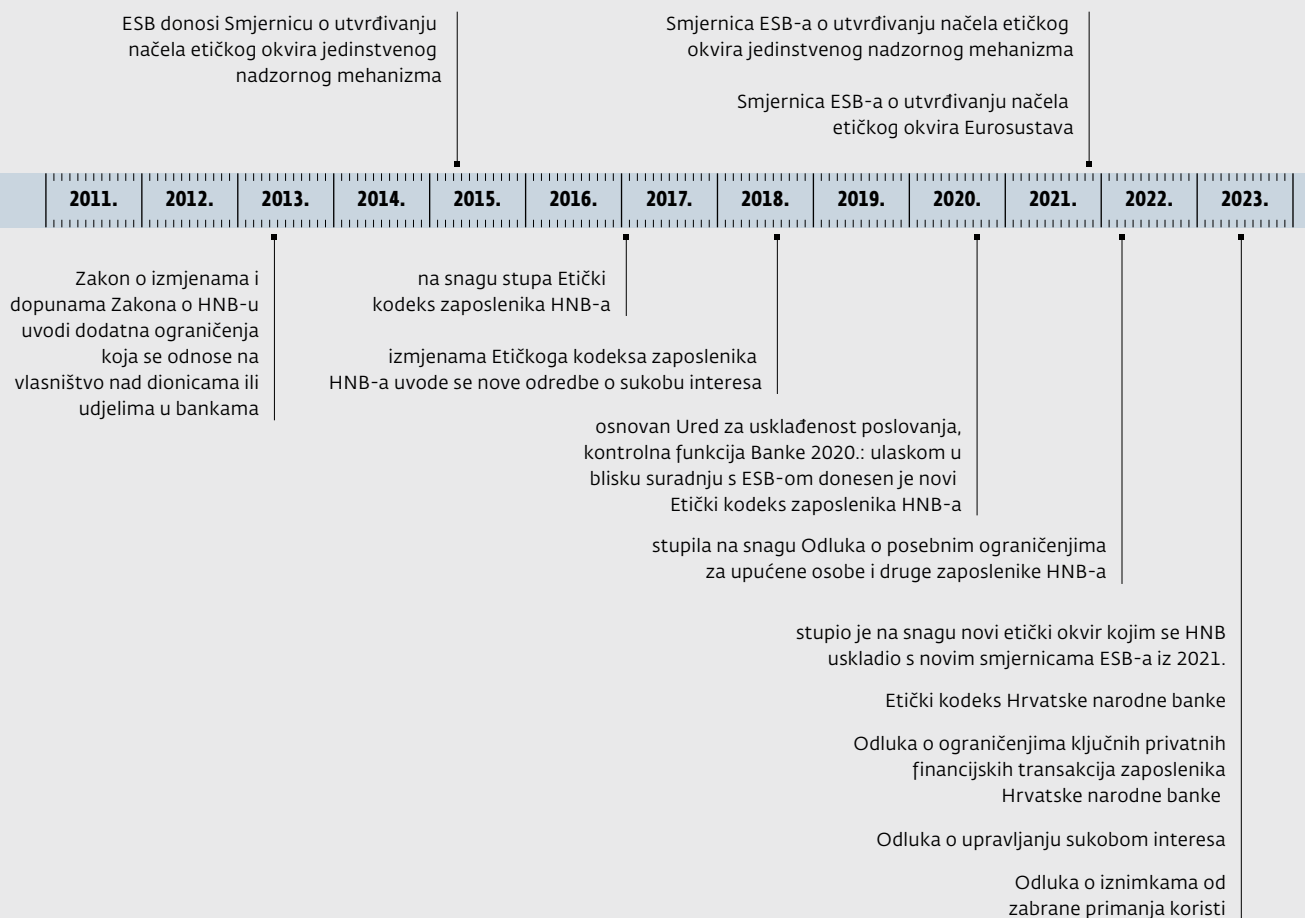 ESB donosi Smjernicu o utvrđivanju
načela etičkog okvira jedinstvenog
nadzornog mehanizma
Smjernica ESB-a o utvrđivanju načela etičkog
okvira jedinstvenog nadzornog mehanizma
Smjernica ESB-a o utvrđivanju načela
etičkog okvira Eurosustava
2011. 2012. 2013. 2014. 2015. 2016. 2017. 2018. 2019. 2020. 2021. 2022. 2023.
Zakon o izmjenama i
dopunama Zakona o HNB-u
uvodi dodatna ograničenja
koja se odnose na
vlasništvo nad dionicama ili
udjelima u bankama
na snagu stupa Etički
kodeks zaposlenika HNB-a
izmjenama Etičkoga kodeksa zaposlenika
HNB-a uvode se nove odredbe o sukobu interesa
osnovan Ured za usklađenost poslovanja,
kontrolna funkcija Banke 2020.: ulaskom u
blisku suradnju s ESB-om donesen je novi
Etički kodeks zaposlenika HNB-a
stupila na snagu Odluka o posebnim ograničenjima
za upućene osobe i druge zaposlenike HNB-a
stupio je na snagu novi etički okvir kojim se HNB
uskladio s novim smjernicama ESB-a iz 2021.
Etički kodeks Hrvatske narodne banke
Odluka o ograničenjima ključnih privatnih
financijskih transakcija zaposlenika
Hrvatske narodne banke
Odluka o upravljanju sukobom interesa
Odluka o iznimkama od
zabrane primanja koristi